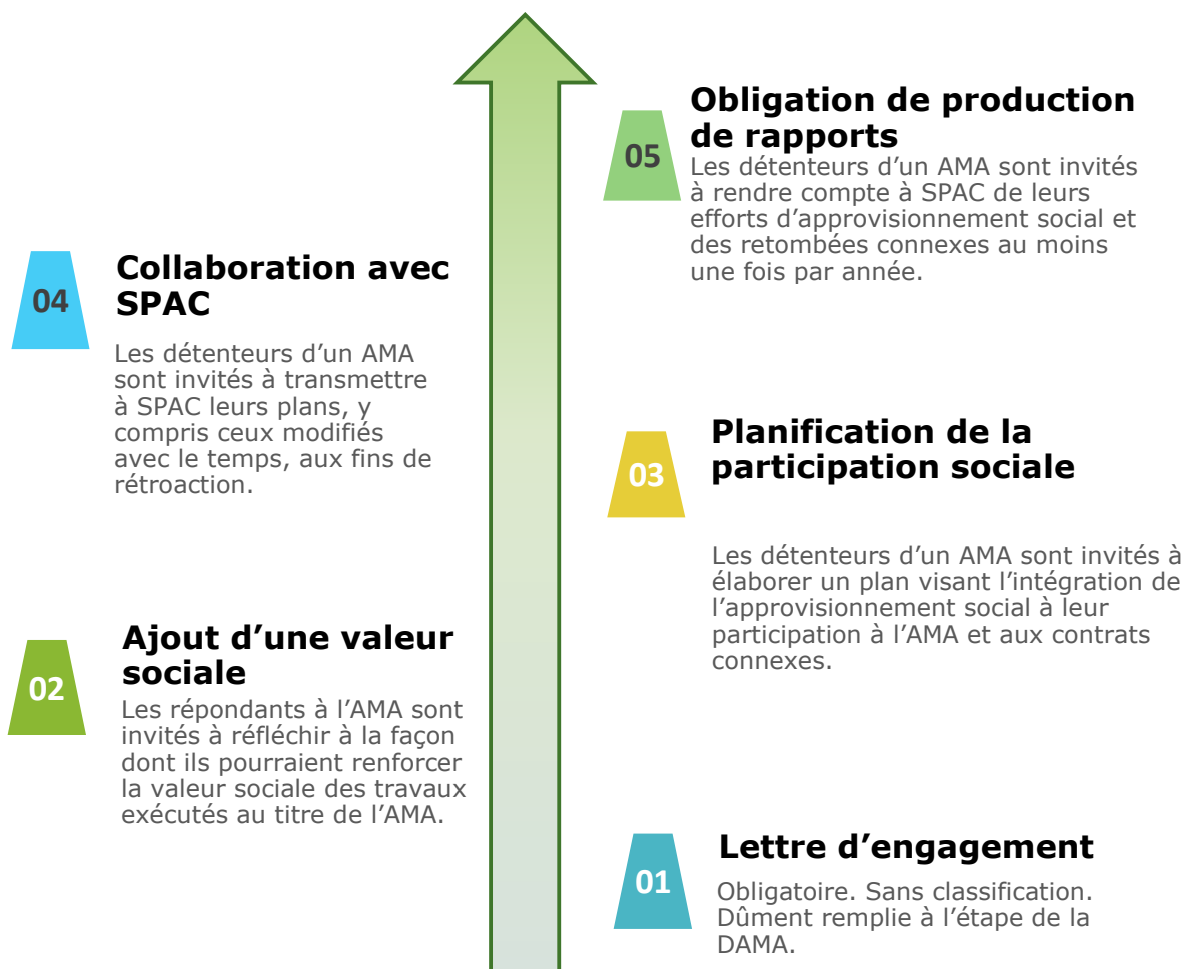 05
Obligation de production
de rapports
Les détenteurs d’un AMA sont invités
à rendre compte à SPAC de leurs
efforts d’approvisionnement social et
des retombées connexes au moins
une fois par année.
04
Collaboration avec
SPAC
Les détenteurs d’un AMA
sont invités à transmettre
à SPAC leurs plans, y
compris ceux modifiés
avec le temps, aux fins de
rétroaction.
03
Planification de la
participation sociale
Les détenteurs d’un AMA sont invités à
élaborer un plan visant l’intégration de
l’approvisionnement social à leur
participation à l’AMA et aux contrats
connexes.
02
Ajout d’une valeur
sociale
Les répondants à l’AMA sont
invités à réfléchir à la façon
dont ils pourraient renforcer
la valeur sociale des travaux
exécutés au titre de l’AMA.
01
Lettre d’engagement
Obligatoire. Sans classification.
Dûment remplie à l’étape de la
DAMA.